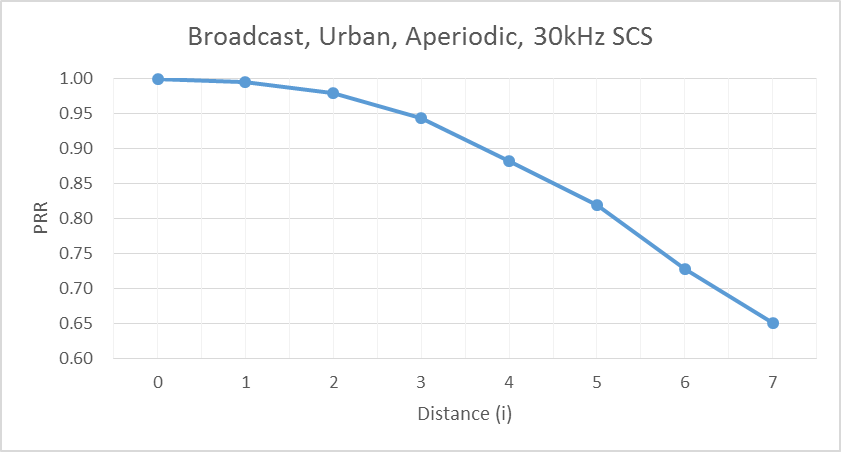 Broadcast, Urban, Aperiodic, 30kHz SCS
1.00
0.95
0.90
0.85
0.80
0.75
0.70
0.65
0.60
PRR
0 1 2 3 4 5 6 7
Distance (i)